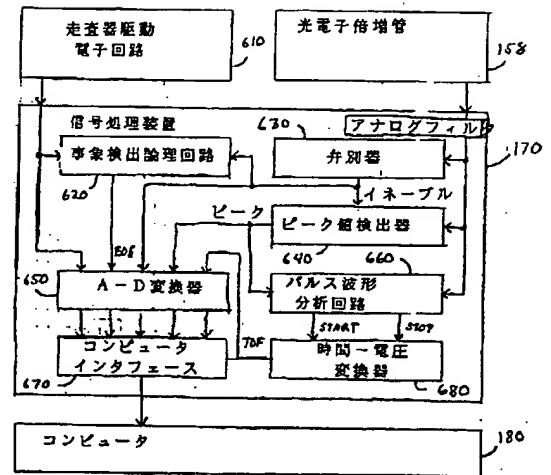 走査器駆動
電子回路
610
光電子倍増管
158
信号処理装置
アナログフィルタ
170
事象検出論理回路
620
630
弁別器
イネーブル
ピーク
ピーク値検出器
640
660
EOS
650
A-D変換器
パルス波形
分析回路
START
STOP
TOF
コンピュータ
インタフェース
670
時間-電圧
変換器
680
コンピュータ
180